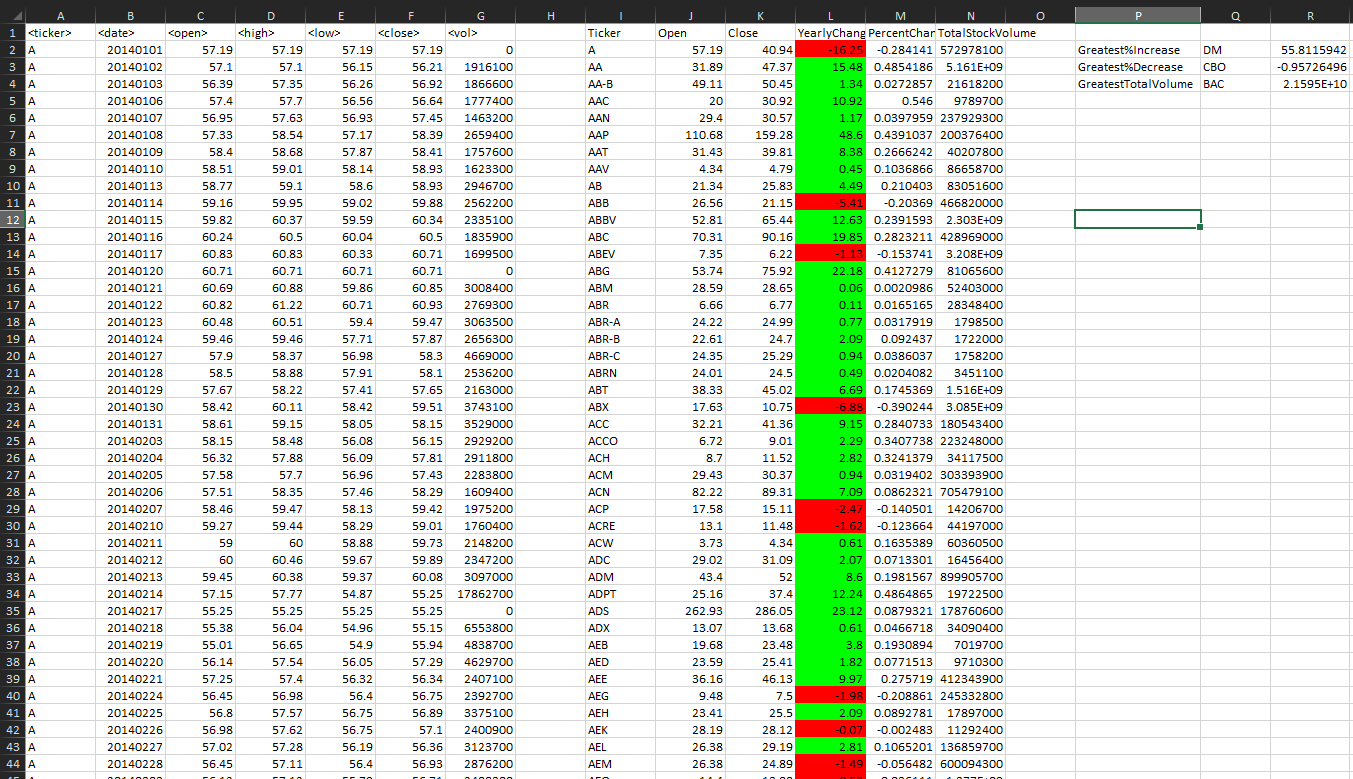 A B C D E F G H I J K L M N O P Q R
1 <ticker> <date> <open> <high> <low> <close> <vol> Ticker Open Close YearlyChang PercentChan TotalStockVolume
2 A 20140101 57.19 57.19 57.19 57.19 0 A 57.19 40.94 -16.25 -0.284141 572978100 Greatest%Increase DM 55.8115942
3 A 20140102 57.1 57.1 56.15 56.21 1916100 AA 31.89 47.37 15.48 0.4854186 5.161E+09 Greatest%Decrease CBO -0.95726496
4 A 20140103 56.39 57.35 56.26 56.92 1866600 AA-B 49.11 50.45 1.34 0.0272857 21618200 GreatestTotalVolume BAC 2.1595E+10
5 A 20140106 57.4 57.7 56.56 56.64 1777400 AAC 20 30.92 10.92 0.546 9789700
6 A 20140107 56.95 57.63 56.93 57.45 1463200 AAN 29.4 30.57 1.17 0.0397959 237929300
7 A 20140108 57.33 58.54 57.17 58.39 2659400 AAP 110.68 159.28 48.6 0.4391037 200376400
8 A 20140109 58.4 58.68 57.87 58.41 1757600 AAT 31.43 39.81 8.38 0.2666242 40207800
9 A 20140110 58.51 59.01 58.14 58.93 1623300 AAV 4.34 4.79 0.45 0.1036866 86658700
10 A 20140113 58.77 59.1 58.6 58.93 2946700 AB 21.34 25.83 4.49 0.210403 83051600
11 A 20140114 59.16 59.95 59.02 59.88 2562200 ABB 26.56 21.15 -5.41 -0.20369 466820000
12 A 20140115 59.82 60.37 59.59 60.34 2335100 ABBV 52.81 65.44 12.63 0.2391593 2.303E+09
13 A 20140116 60.24 60.5 60.04 60.5 1835900 ABC 70.31 90.16 19.85 0.2823211 428969000
14 A 20140117 60.83 60.83 60.33 60.71 1699500 ABEV 7.35 6.22 -1.13 -0.153741 3.208E+09
15 A 20140120 60.71 60.71 60.71 60.71 0 ABG 53.74 75.92 22.18 0.4127279 81065600
16 A 20140121 60.69 60.88 59.86 60.85 3008400 ABM 28.59 28.65 0.06 0.0020986 52403000
17 A 20140122 60.82 61.22 60.71 60.93 2769300 ABR 6.66 6.77 0.11 0.0165165 28348400
18 A 20140123 60.48 60.51 59.4 59.47 3063500 ABR-A 24.22 24.99 0.77 0.0317919 1798500
19 A 20140124 59.46 59.46 57.71 57.87 2656300 ABR-B 22.61 24.7 2.09 0.092437 1722000
20 A 20140127 57.9 58.37 56.98 58.3 4669000 ABR-C 24.35 25.29 0.94 0.0386037 1758200
21 A 20140128 58.5 58.88 57.91 58.1 2536200 ABRN 24.01 24.5 0.49 0.0204082 3451100
22 A 20140129 57.67 58.22 57.41 57.65 2163000 ABT 38.33 45.02 6.69 0.1745369 1.516E+09
23 A 20140130 58.42 60.11 58.42 59.51 3743100 ABX 17.63 10.75 -6.88 -0.390244 3.085E+09
24 A 20140131 58.61 59.15 58.05 58.15 3529000 ACC 32.21 41.36 9.15 0.2840733 180543400
25 A 20140203 58.15 58.48 56.08 56.15 2929200 ACCO 6.72 9.01 2.29 0.3407738 223248000
26 A 20140204 56.32 57.88 56.09 57.81 2911800 ACH 8.7 11.52 2.82 0.3241379 34117500
27 A 20140205 57.58 57.7 56.96 57.43 2283800 ACM 29.43 30.37 0.94 0.0319402 303393900
28 A 20140206 57.51 58.35 57.46 58.29 1609400 ACN 82.22 89.31 7.09 0.0862321 705479100
29 A 20140207 58.46 59.47 58.13 59.42 1975200 ACP 17.58 15.11 -2.47 -0.140501 14206700
30 A 20140210 59.27 59.44 58.29 59.01 1760400 ACRE 13.1 11.48 -1.62 -0.123664 44197000
31 A 20140211 59 60 58.88 59.73 2148200 ACW 3.73 4.34 0.61 0.1635389 60360500
32 A 20140212 60 60.46 59.67 59.89 2347200 ADC 29.02 31.09 2.07 0.0713301 16456400
33 A 20140213 59.45 60.38 59.37 60.08 3097000 ADM 43.4 52 8.6 0.1981567 899905700
34 A 20140214 57.15 57.77 54.87 55.25 17862700 ADPT 25.16 37.4 12.24 0.4864865 19722500
35 A 20140217 55.25 55.25 55.25 55.25 0 ADS 262.93 286.05 23.12 0.0879321 178760600
36 A 20140218 55.38 56.04 54.96 55.15 6553800 ADX 13.07 13.68 0.61 0.0466718 34090400
37 A 20140219 55.01 56.65 54.9 55.94 4838700 AEB 19.68 23.48 3.8 0.1930894 7019700
38 A 20140220 56.14 57.54 56.05 57.29 4629700 AED 23.59 25.41 1.82 0.0771513 9710300
39 A 20140221 57.25 57.4 56.32 56.34 2407100 AEE 36.16 46.13 9.97 0.275719 412343900
40 A 20140224 56.45 56.98 56.4 56.75 2392700 AEG 9.48 7.5 -1.98 -0.208861 245332800
41 A 20140225 56.8 57.57 56.75 56.89 3375100 AEH 23.41 25.5 2.09 0.0892781 17897000
42 A 20140226 56.98 57.62 56.75 57.1 2400900 AEK 28.19 28.12 -0.07 -0.002483 11292400
43 A 20140227 57.02 57.28 56.19 56.36 3123700 AEL 26.38 29.19 2.81 0.1065201 136859700
44 A 20140228 56.45 57.11 56.4 56.93 2876200 AEM 26.38 24.89 -1.49 -0.056482 600094300